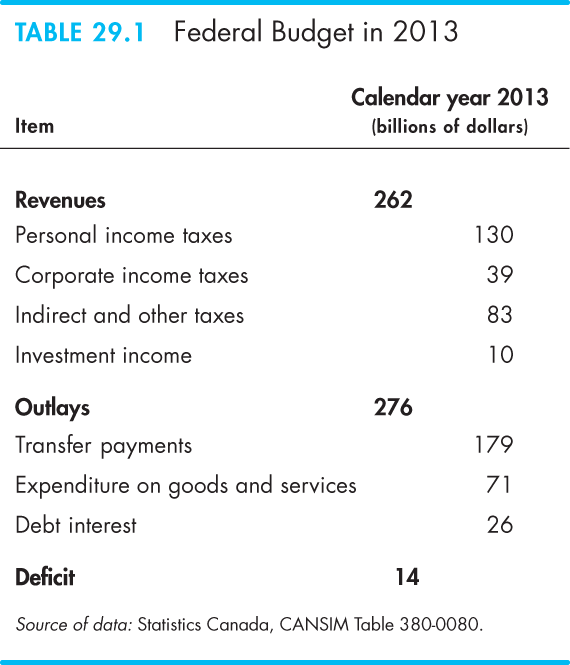 TABLE 29.1 Federal Budget in 2013
Calendar year 2013
Item (billions of dollars)
Revenues 262
Personal income taxes 130
Corporate income taxes 39
Indirect and other taxes 83
Investment income 10
Outlays 276
Transfer payments 179
Expenditure on goods and services 71
Debt interest 26
Deficit 14
Source of data: Statistics Canada, CANSIM Table 380-0080.